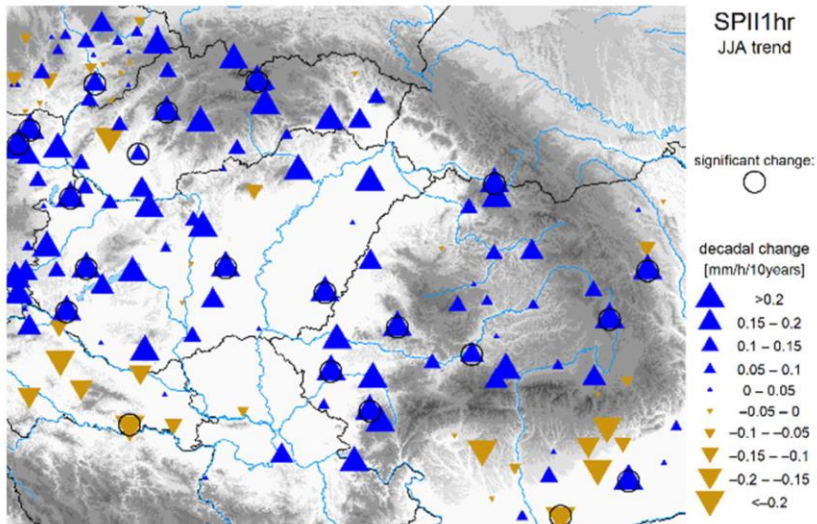 SPII1hr
JJA trend
significant change:
decadal change
[mm/h/10years]
>0.2
0.15 – 0.2
0.1 – 0.15
0.05 – 0.1
0 – 0.05
−0.05 – 0
−0.1 – −0.05
−0.15 – −0.1
−0.2 – −0.15
<−0.2